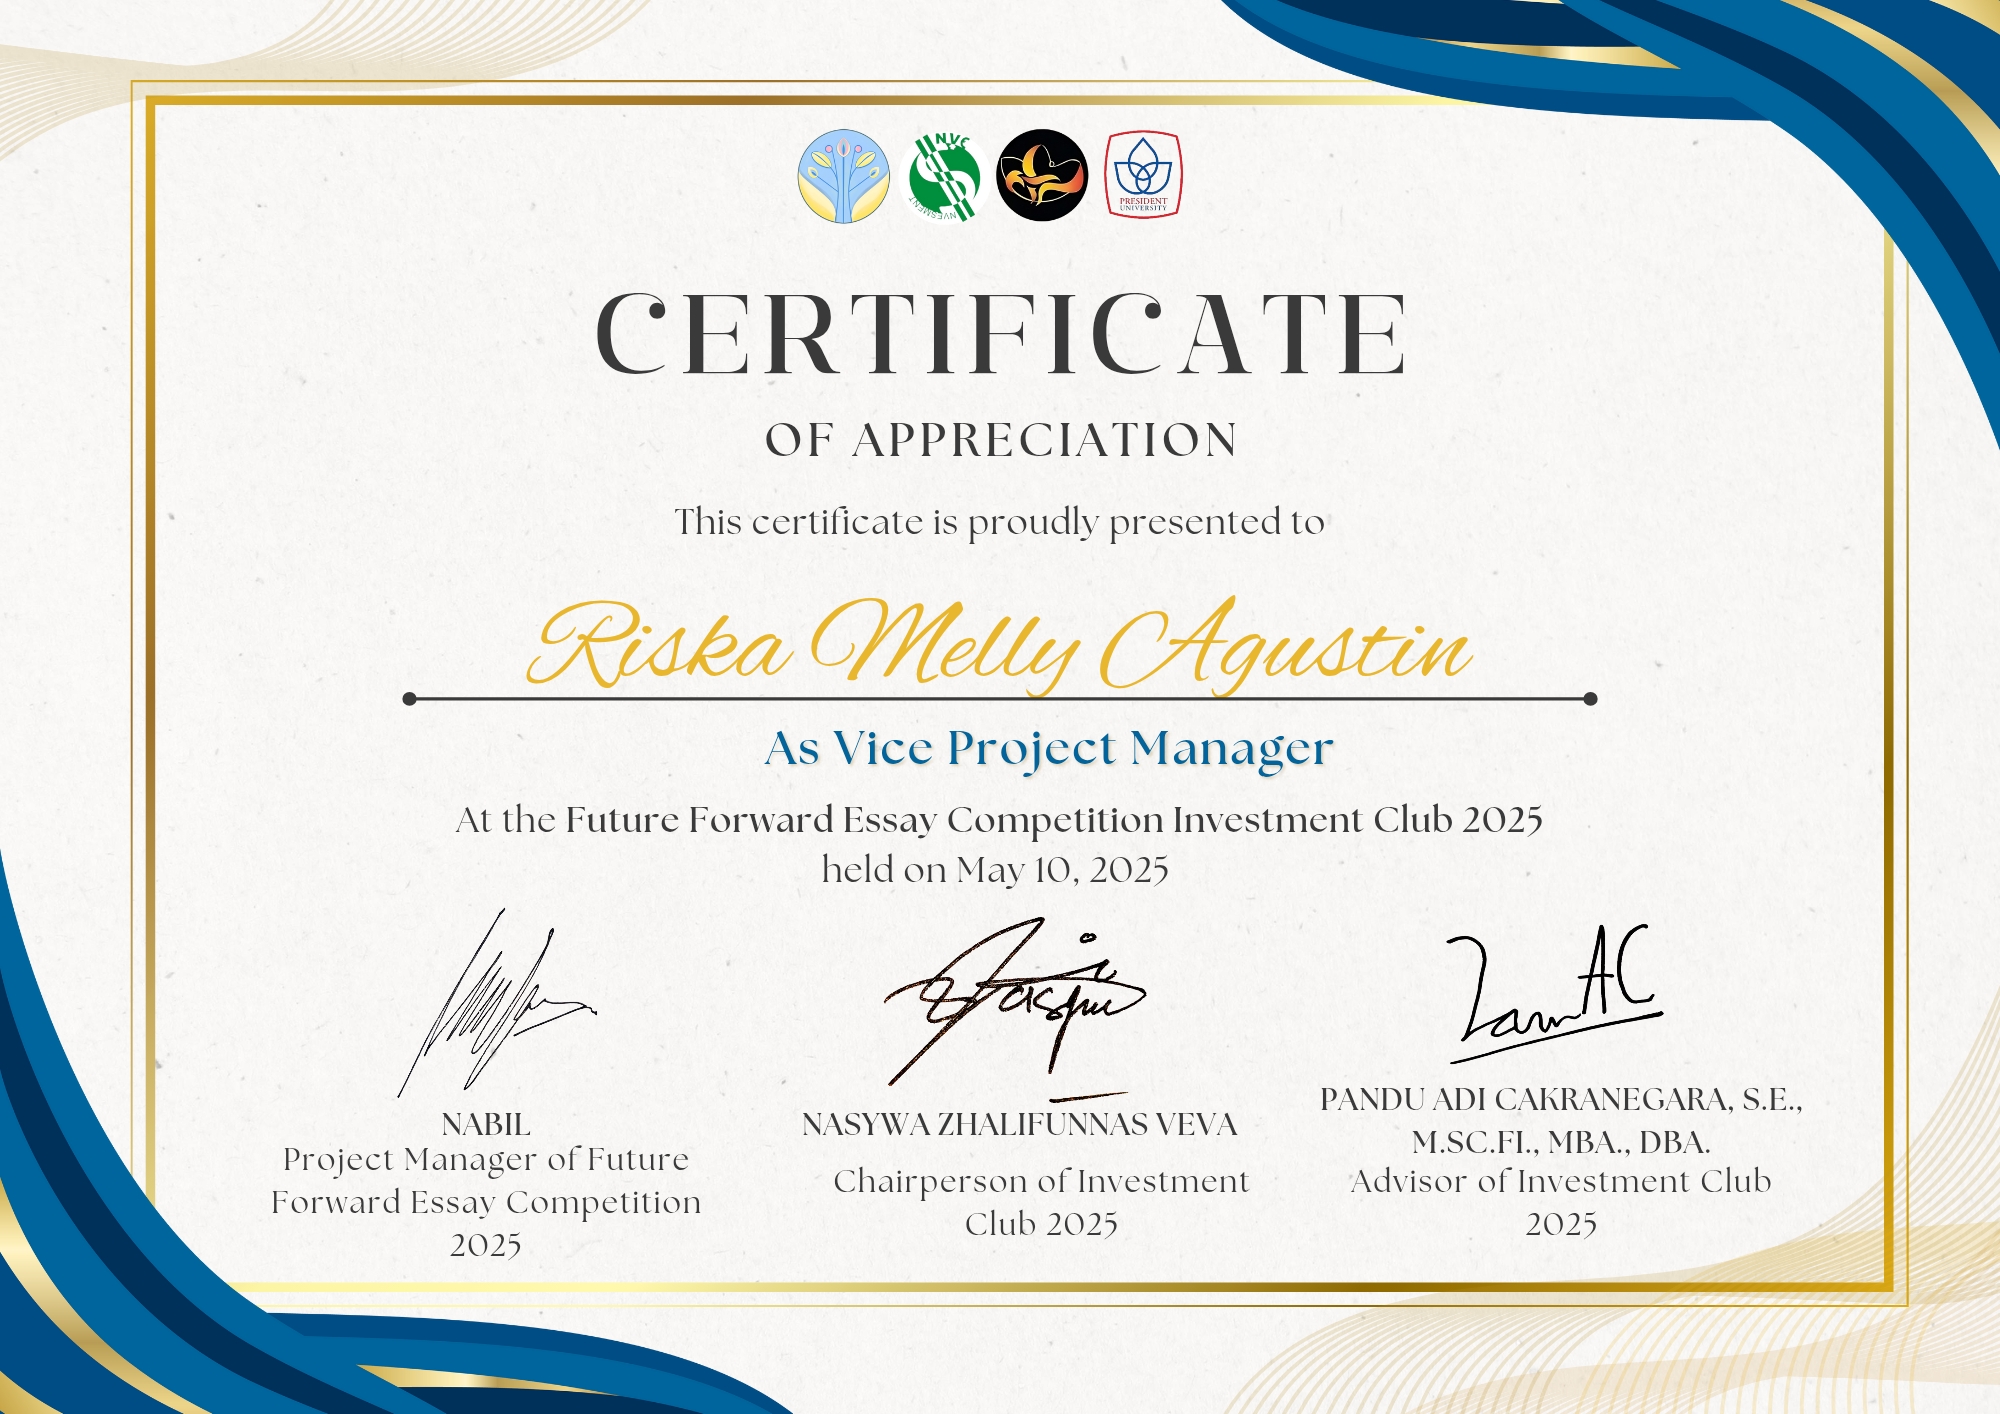 NVC
INVESMENT
PRESIDENT
UNIVERSITY
CERTIFICATE
OF APPRECIATION
This certificate is proudly presented to
Riska Melly Agustin
As Vice Project Manager
At the Future Forward Essay Competition Investment Club 2025
held on May 10, 2025
NABIL
Project Manager of Future
Forward Essay Competition
2025
NASYWA ZHALIFUNNAS VEVA
Chairperson of Investment
Club 2025
PANDU ADI CAKRANEGARA, S.E.,
M.SC.FI., MBA., DBA.
Advisor of Investment Club
2025